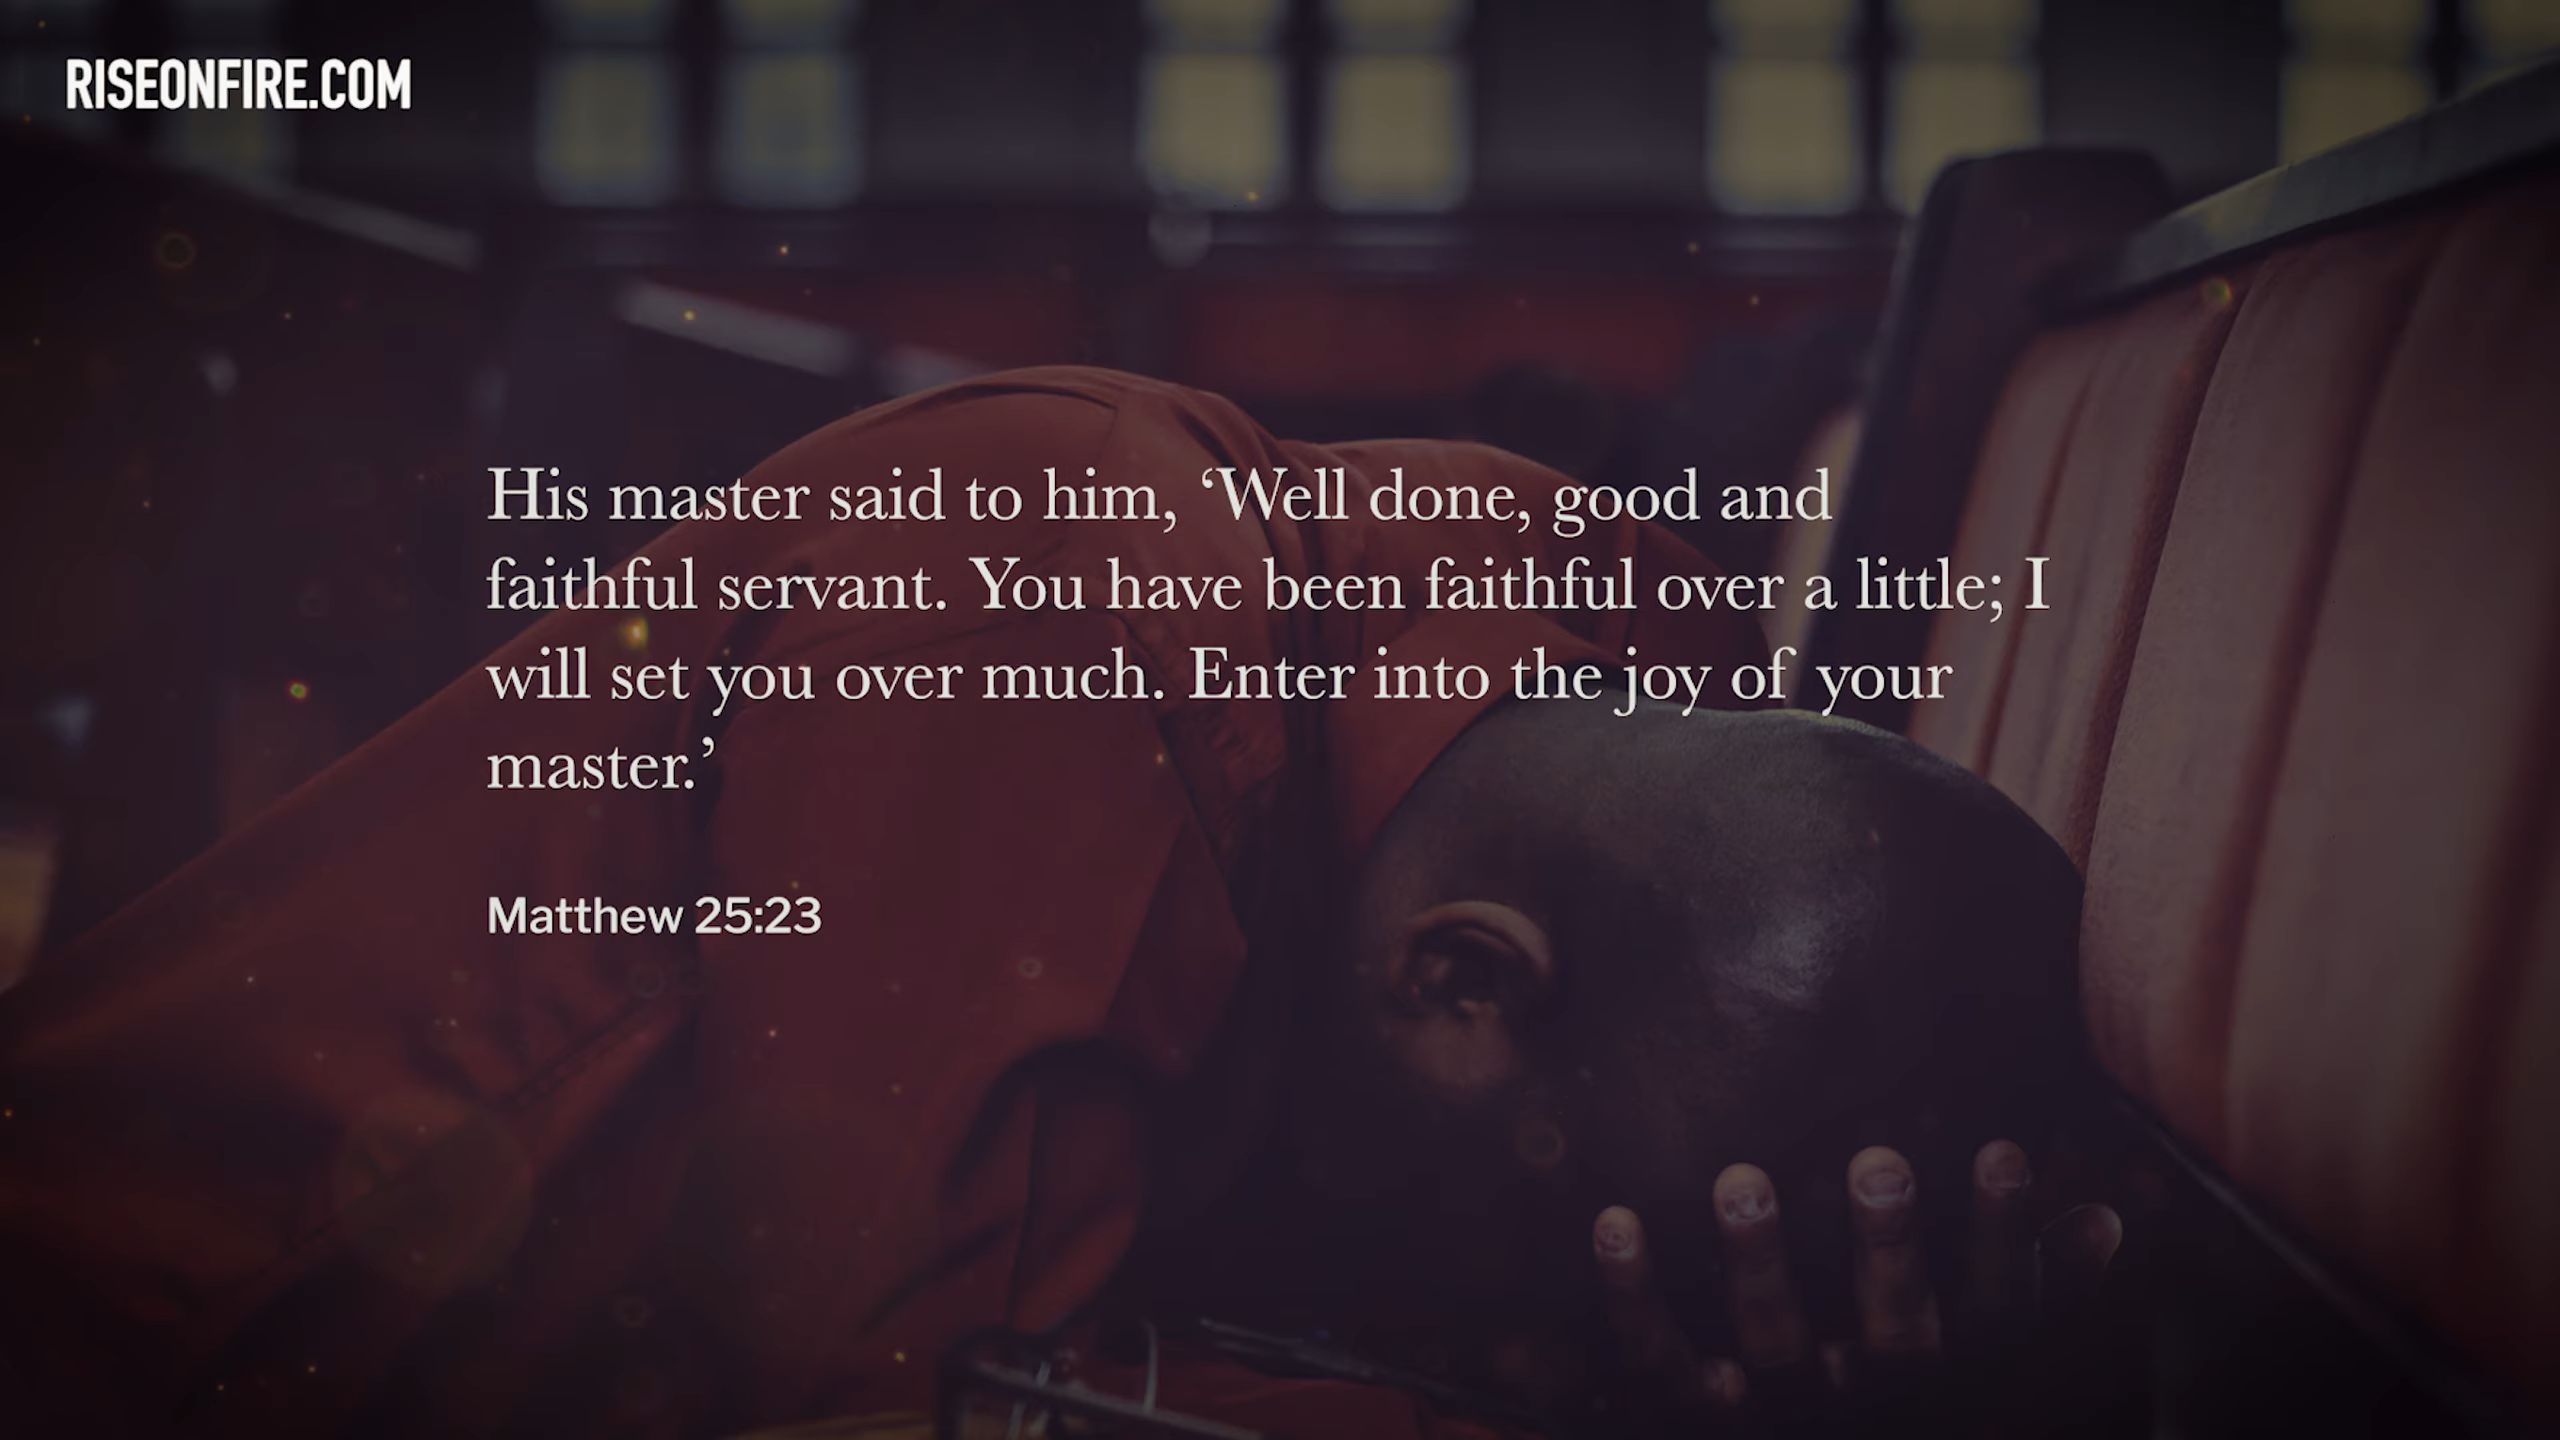 RISEONFIRE.COM
His master said to him, ‘Well done, good and
faithful servant. You have been faithful over a little; I
will set you over much. Enter into the joy of your
master.’
Matthew 25:23